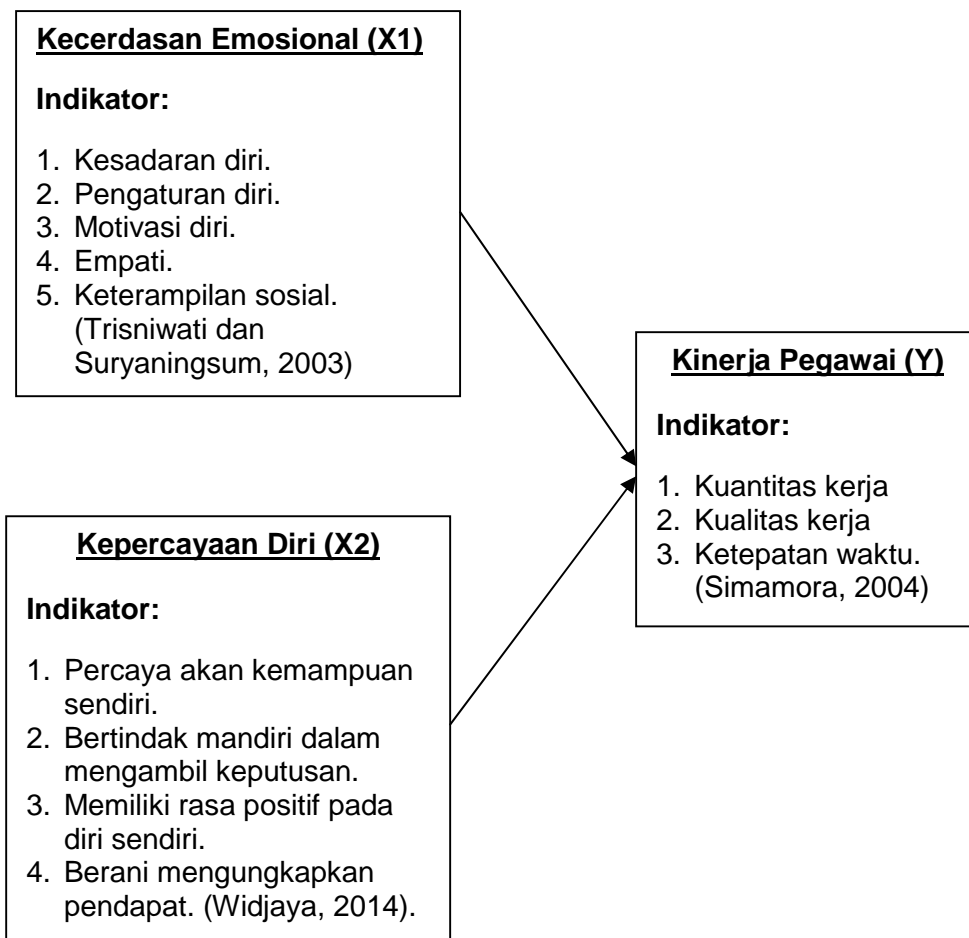 Kecerdasan Emosional (X1)
Indikator:
1. Kesadaran diri.
2. Pengaturan diri.
3. Motivasi diri.
4. Empati.
5. Keterampilan sosial.
(Trisniwati dan
Suryaningsum, 2003)
Kinerja Pegawai (Y)
Indikator:
1. Kuantitas kerja
2. Kualitas kerja
3. Ketepatan waktu.
(Simamora, 2004)
Kepercayaan Diri (X2)
Indikator:
1. Percaya akan kemampuan
sendiri.
2. Bertindak mandiri dalam
mengambil keputusan.
3. Memiliki rasa positif pada
diri sendiri.
4. Berani mengungkapkan
pendapat. (Widjaya, 2014).